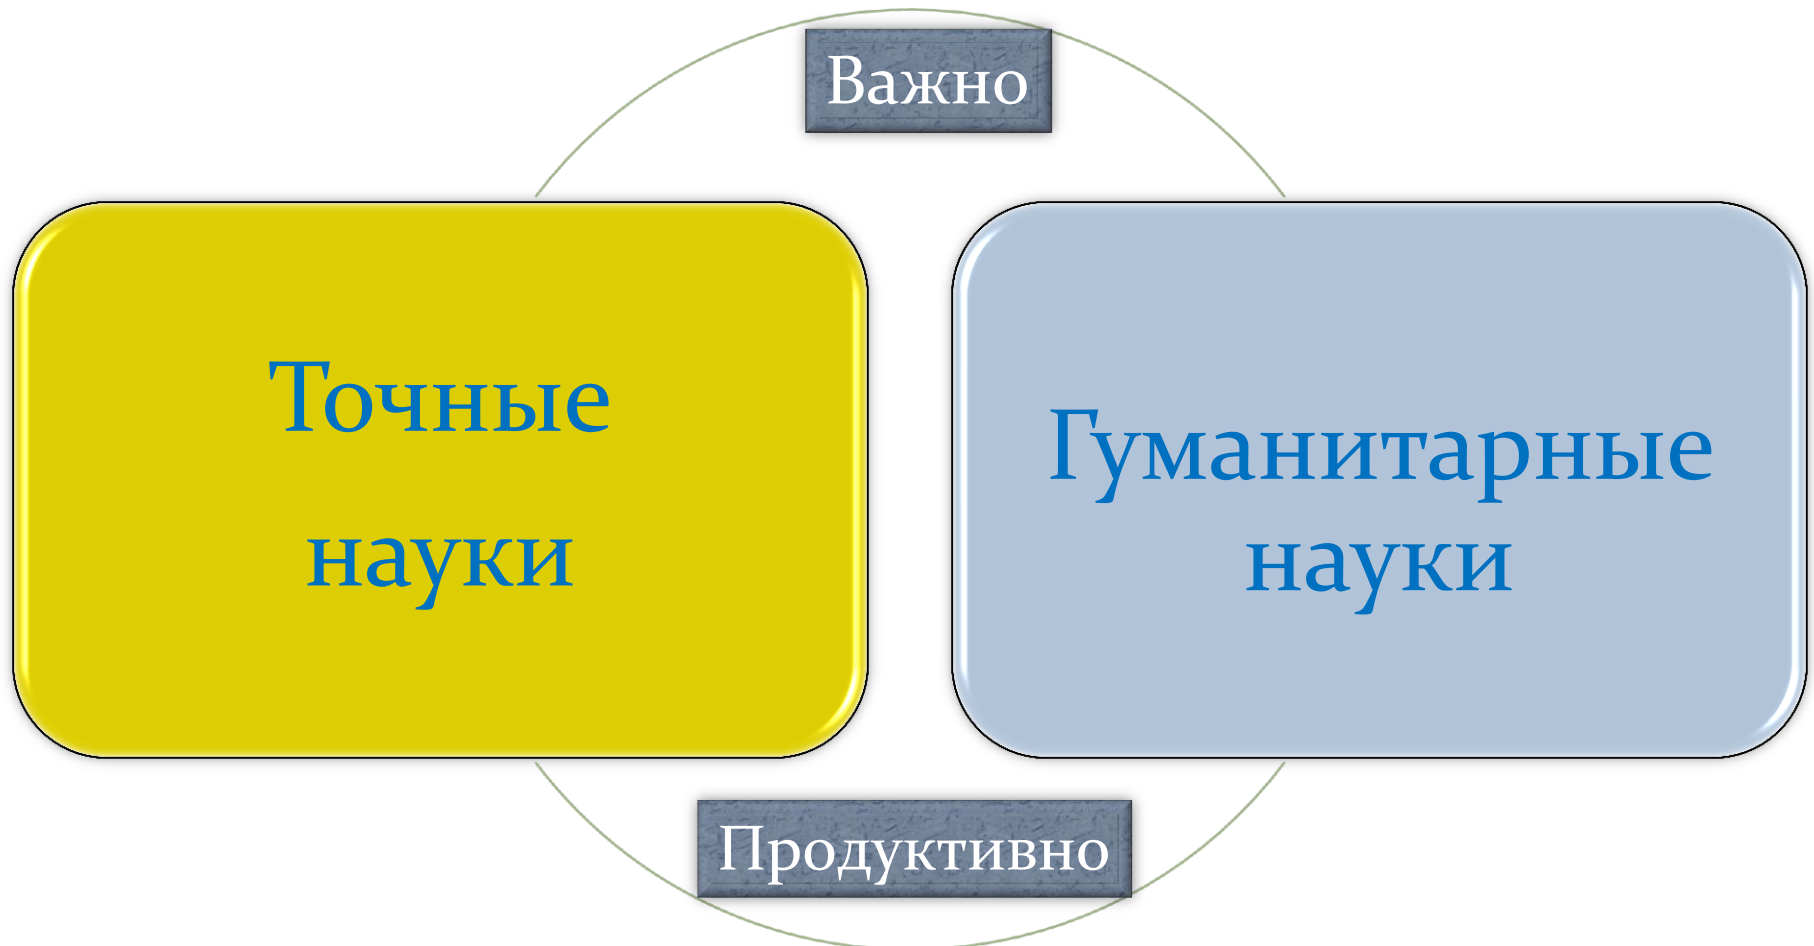 Важно
Точные
науки
Гуманитарные
науки
Продуктивно